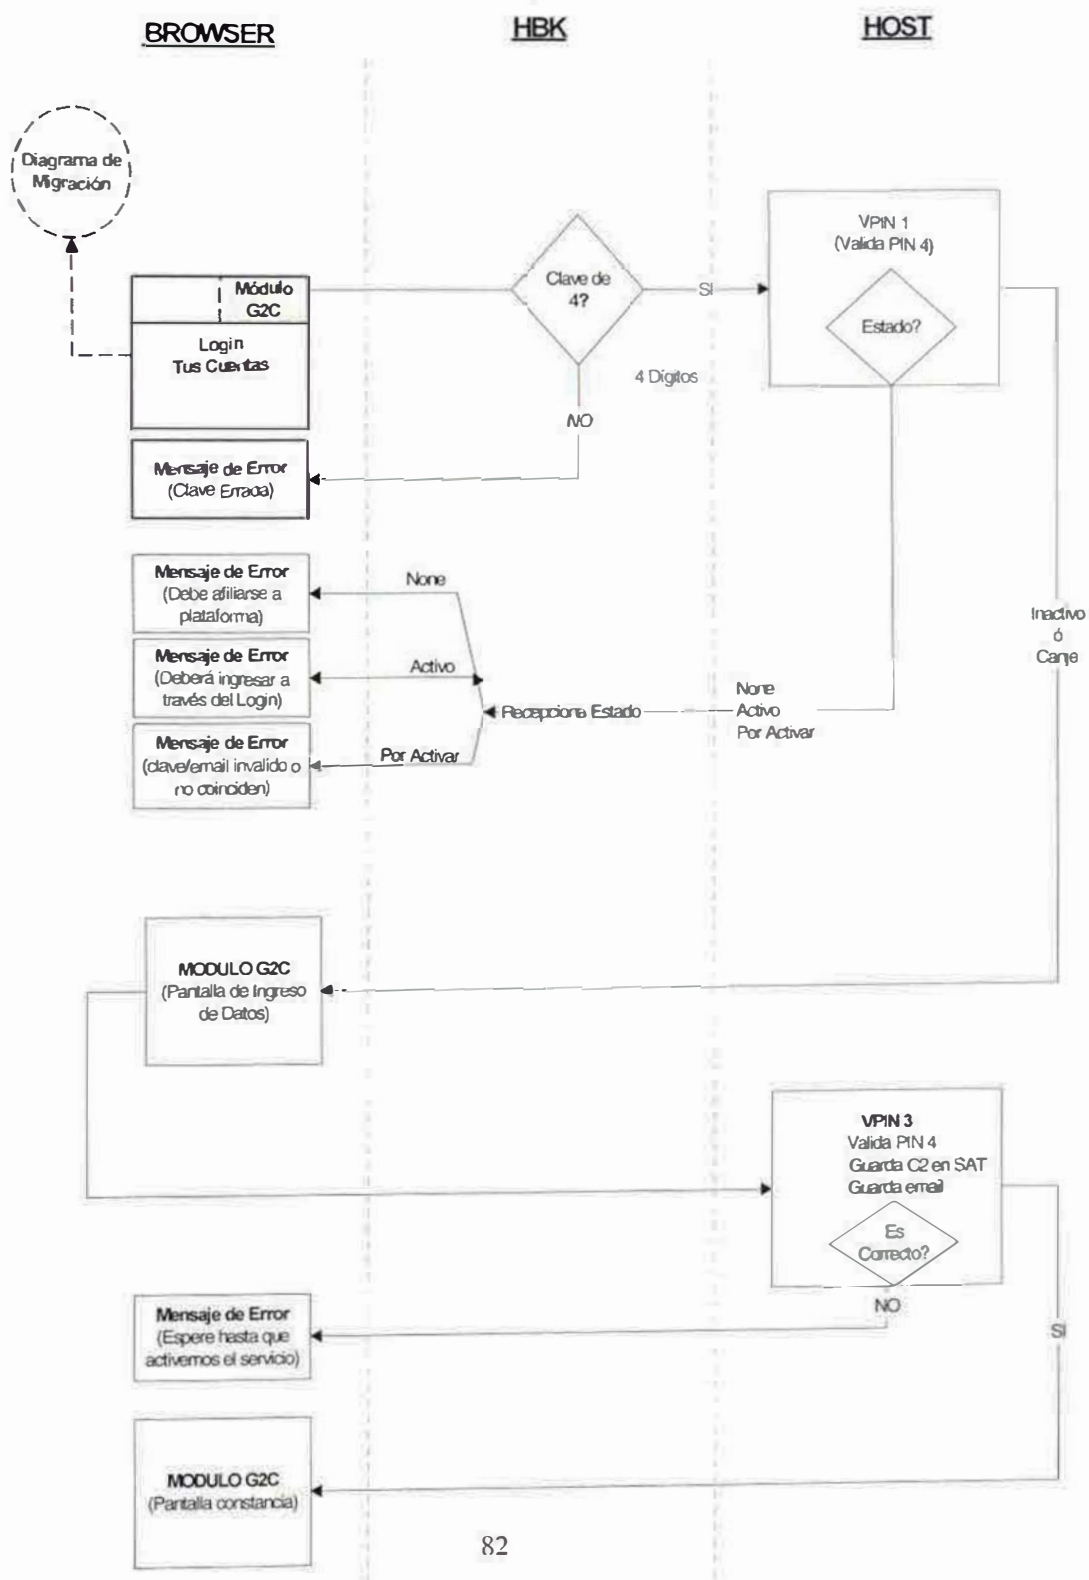 BROWSER
HBK
HOST
Diagrama de
Migración
Módulo
G2C
Login
Tus Cuentas
Clave de
4?
SI
4 Dígitos
NO
VPIN 1
(Valida PIN 4)
Estado?
Mensaje de Error
(Clave Errada)
Mensaje de Error
(Debe afiliarse a
plataforma)
None
Mensaje de Error
(Deberá ingresar a
través del Login)
Activo
Mensaje de Error
(clave/email invalido o
no coinciden)
Por Activar
Recepciona Estado
None
Activo
Por Activar
Inactivo
ó
Canje
MODULO G2C
(Pantalla de Ingreso
de Datos)
VPIN 3
Valida PIN 4
Guarda C2 en SAT
Guarda email
Es
Correcto?
NO
SI
Mensaje de Error
(Espere hasta que
activemos el servicio)
MODULO G2C
(Pantalla constancia)
82